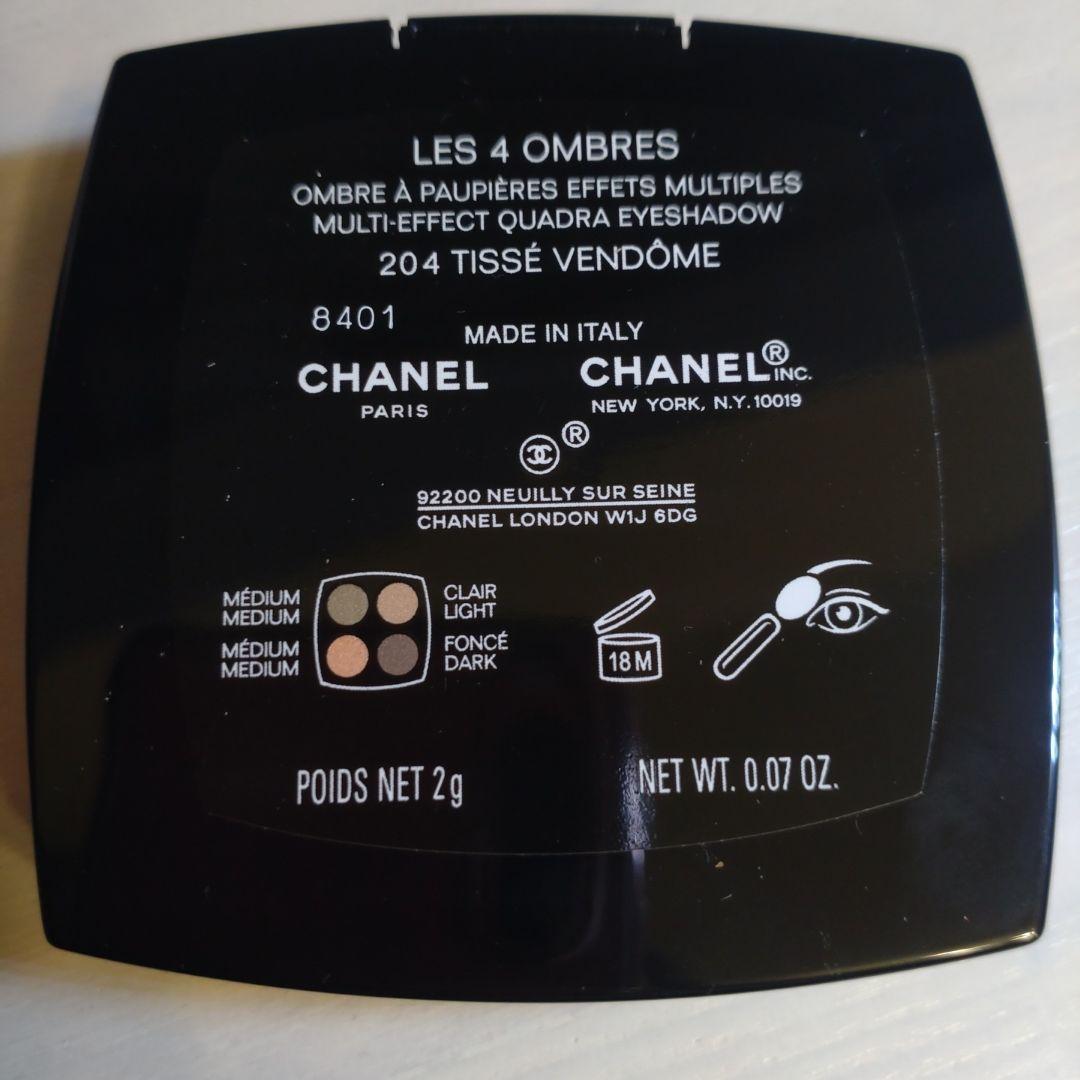 LES 4 OMBRES
OMBRE À PAUPIÈRES EFFETS MULTIPLES
MULTI-EFFECT QUADRA EYESHADOW
204 TISSÉ VENDÔME
8401
MADE IN ITALY
CHANEL
PARIS
CHANEL® INC.
NEW YORK, N.Y. 10019
®
92200 NEUILLY SUR SEINE
CHANEL LONDON W1J 6DG
MÉDIUM
MEDIUM
CLAIR
LIGHT
MÉDIUM
MEDIUM
FONCÉ
DARK
18M
POIDS NET 2g
NET WT. 0.07 OZ.